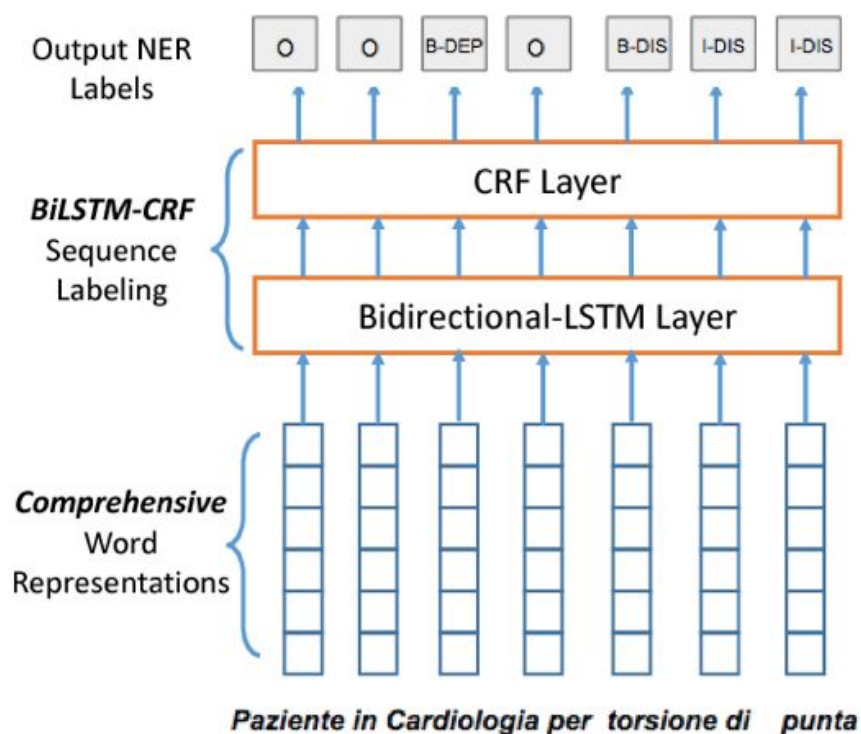 Output NER
Labels
O O B-DEP O B-DIS I-DIS I-DIS
CRF Layer
BiLSTM-CRF
Sequence
Labeling
Bidirectional-LSTM Layer
Comprehensive
Word
Representations
Paziente in Cardiologia per torsione di punta